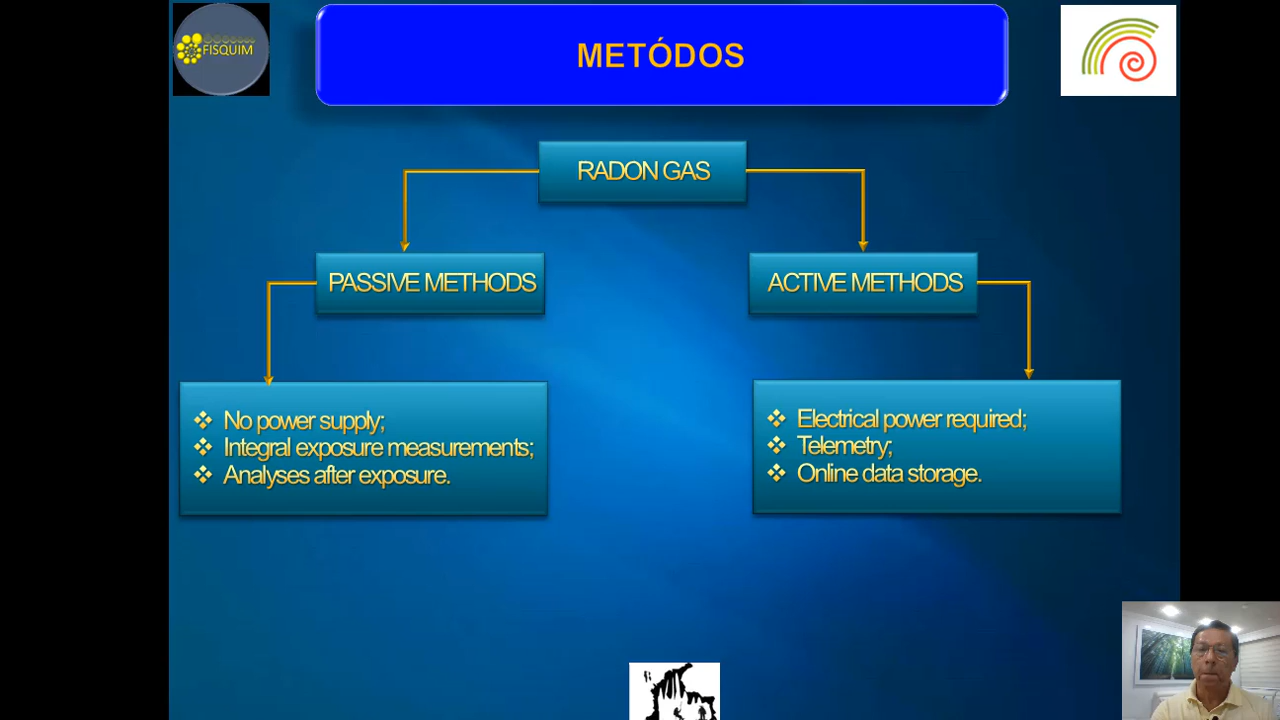 FISQUIM
METÓDOS
RADON GAS
PASSIVE METHODS
ACTIVE METHODS
No power supply;
Integral exposure measurements;
Analyses after exposure.
Electrical power required;
Telemetry;
Online data storage.